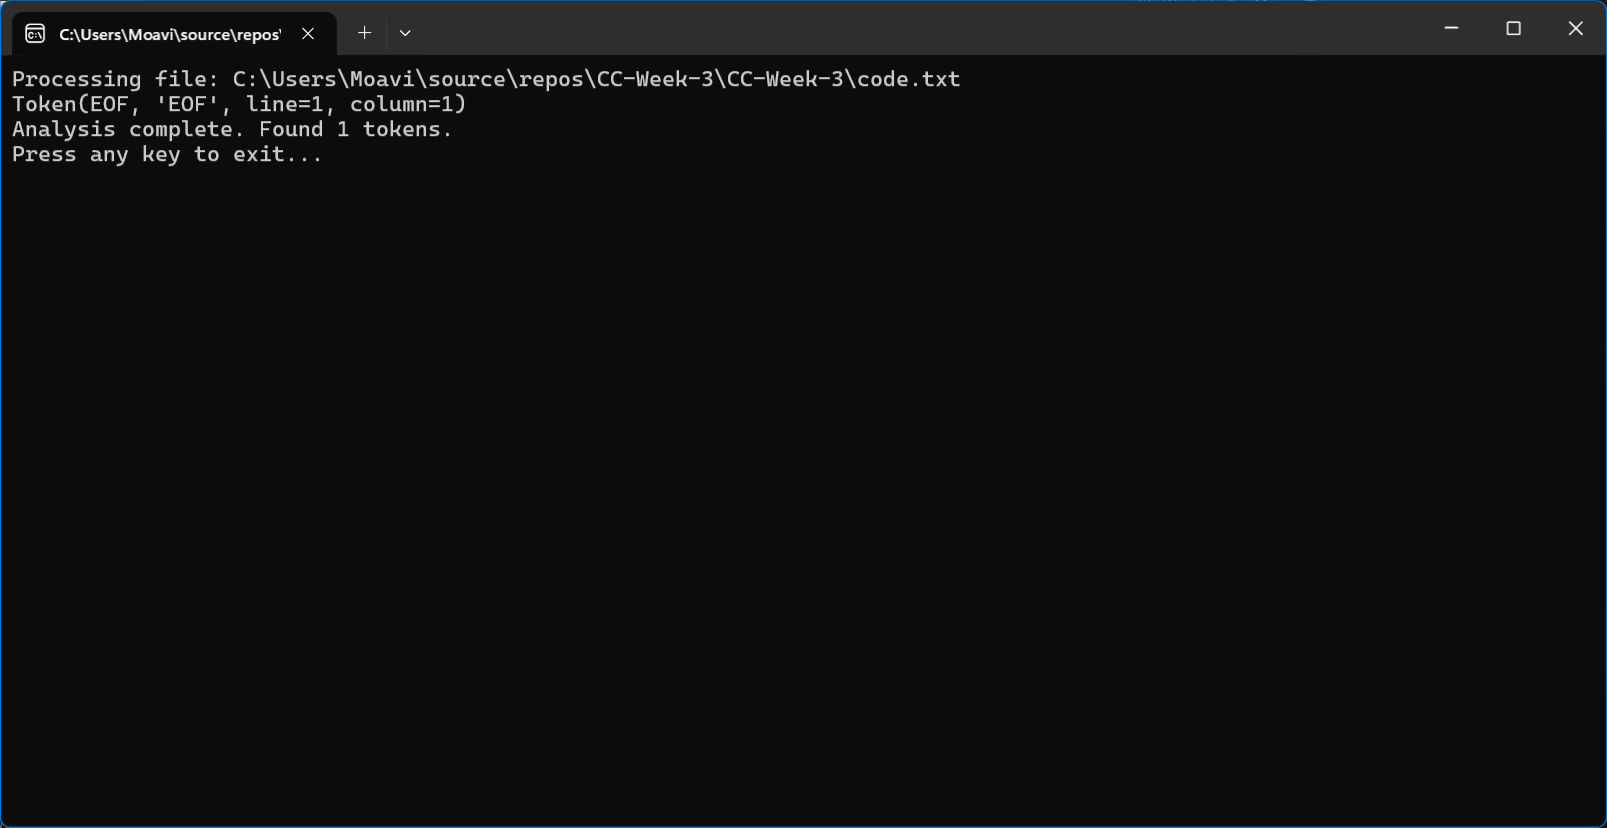 C:\Users\Moavi\source\repos\
Processing file: C:\Users\Moavi\source\repos\CC-Week-3\CC-Week-3\code.txt
Token(EOF, 'EOF', line=1, column=1)
Analysis complete. Found 1 tokens.
Press any key to exit...